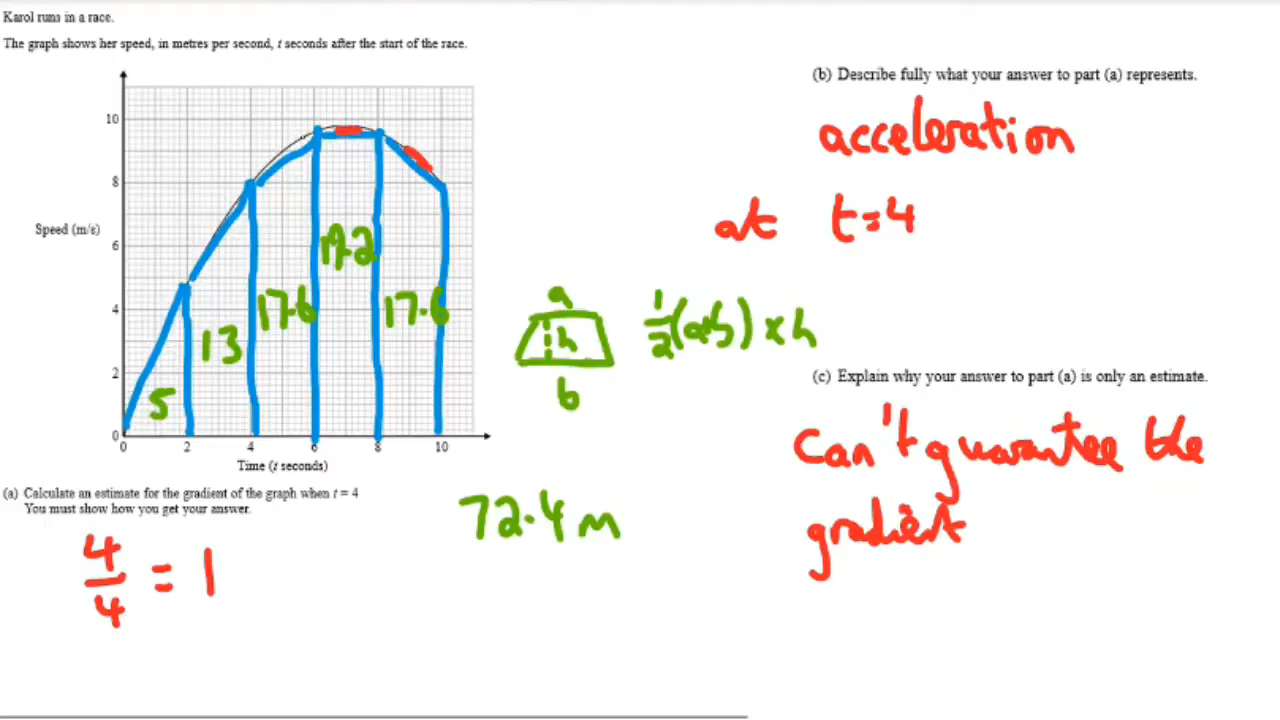 Karol runs in a race.
The graph shows her speed, in metres per second, t seconds after the start of the race.
10
8
Speed (m/s)
6
4
2
0
0 2 4 6 8 10
Time (t seconds)
5
13
17.6
19.2
17.6
a
h
b
½(a+b) × h
72.4 m
(a) Calculate an estimate for the gradient of the graph when t = 4
You must show how you get your answer.
4/4 = 1
(b) Describe fully what your answer to part (a) represents.
acceleration
at t=4
(c) Explain why your answer to part (a) is only an estimate.
Can't guarantee the
gradient